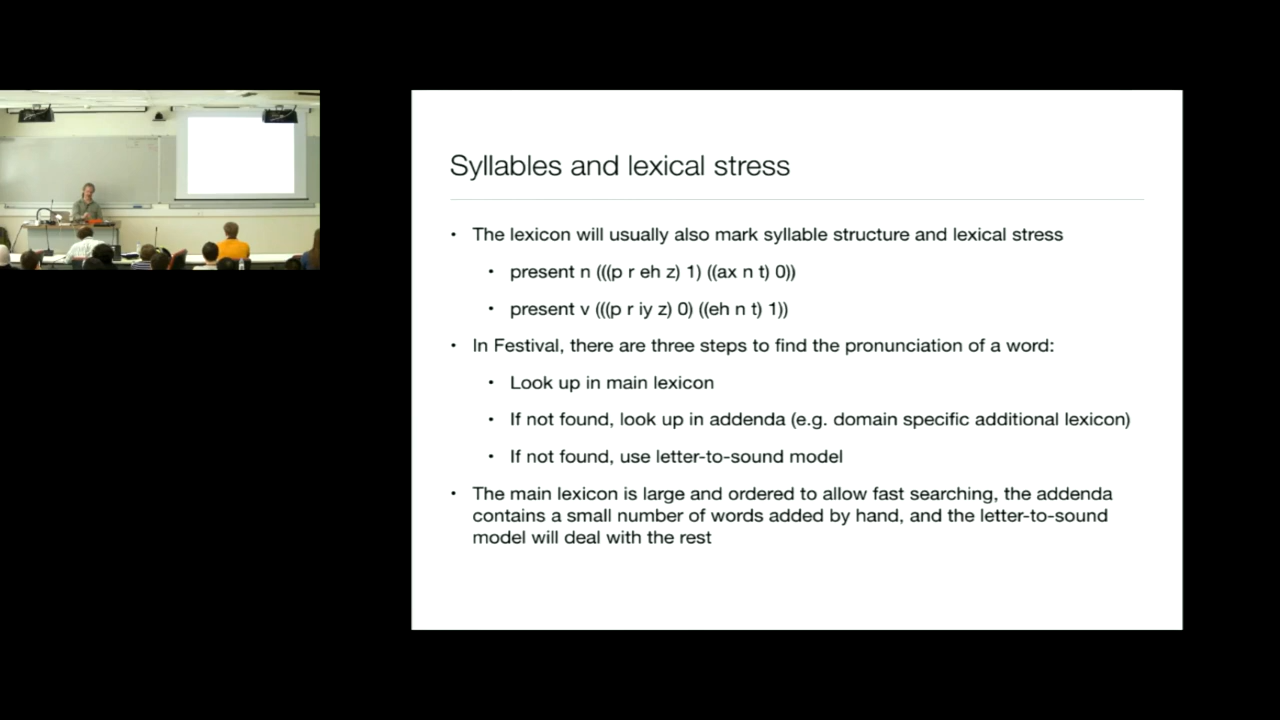 Syllables and lexical stress
• The lexicon will usually also mark syllable structure and lexical stress
• present n (((p r eh z) 1) ((ax n t) 0))
• present v (((p r iy z) 0) ((eh n t) 1))
• In Festival, there are three steps to find the pronunciation of a word:
• Look up in main lexicon
• If not found, look up in addenda (e.g. domain specific additional lexicon)
• If not found, use letter-to-sound model
• The main lexicon is large and ordered to allow fast searching, the addenda
contains a small number of words added by hand, and the letter-to-sound
model will deal with the rest